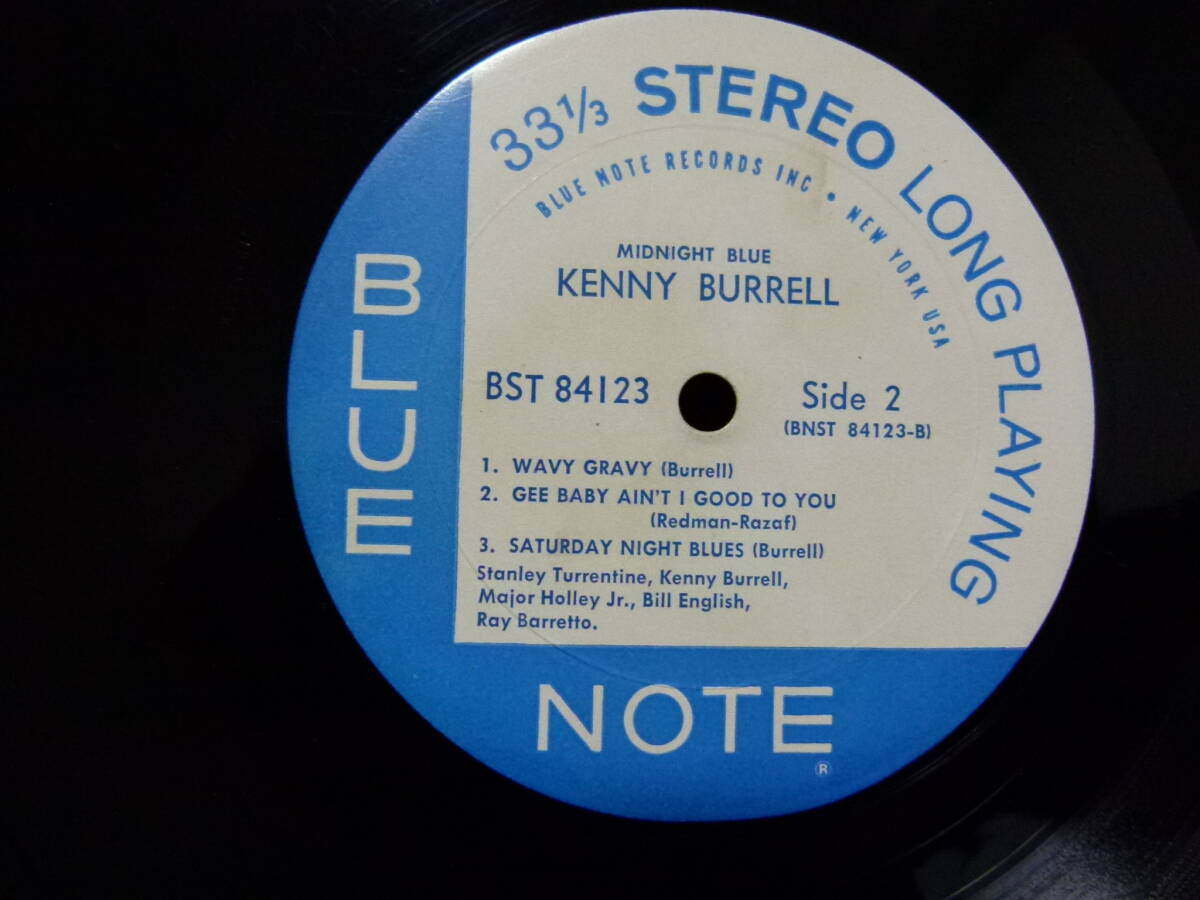 33⅓ STEREO LONG PLAYING
BLUE NOTE RECORDS INC • NEW YORK USA
MIDNIGHT BLUE
KENNY BURRELL
BST 84123
Side 2
(BNST 84123-B)
1. WAVY GRAVY (Burrell)
2. GEE BABY AIN'T I GOOD TO YOU
(Redman-Razaf)
3. SATURDAY NIGHT BLUES (Burrell)
Stanley Turrentine, Kenny Burrell,
Major Holley Jr., Bill English,
Ray Barretto.
BLUE
NOTE
®